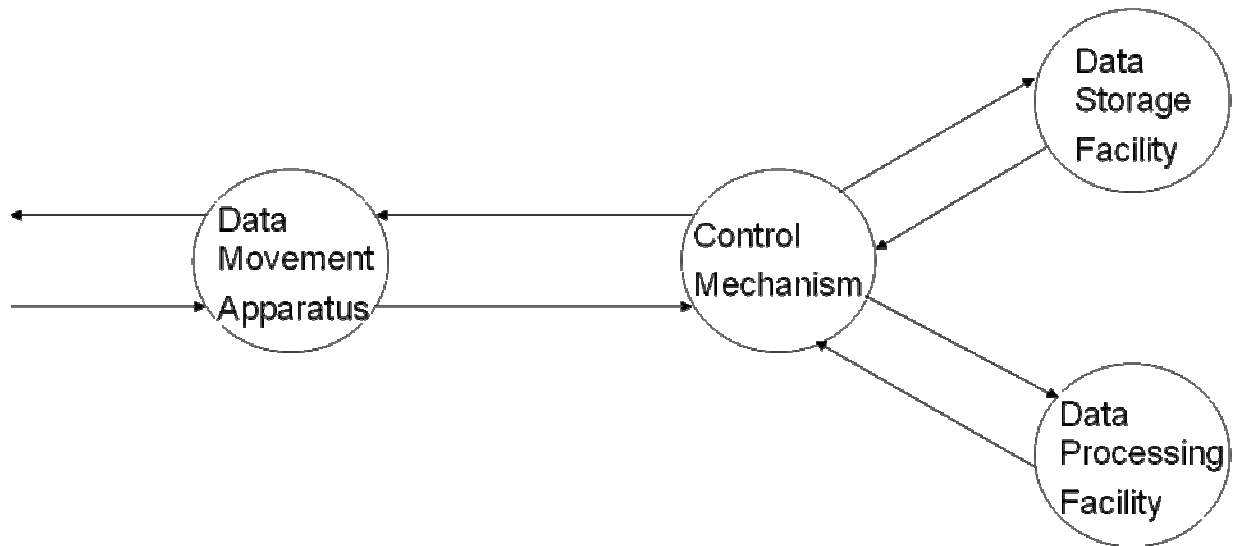 Data
Movement
Apparatus
Control
Mechanism
Data
Storage
Facility
Data
Processing
Facility